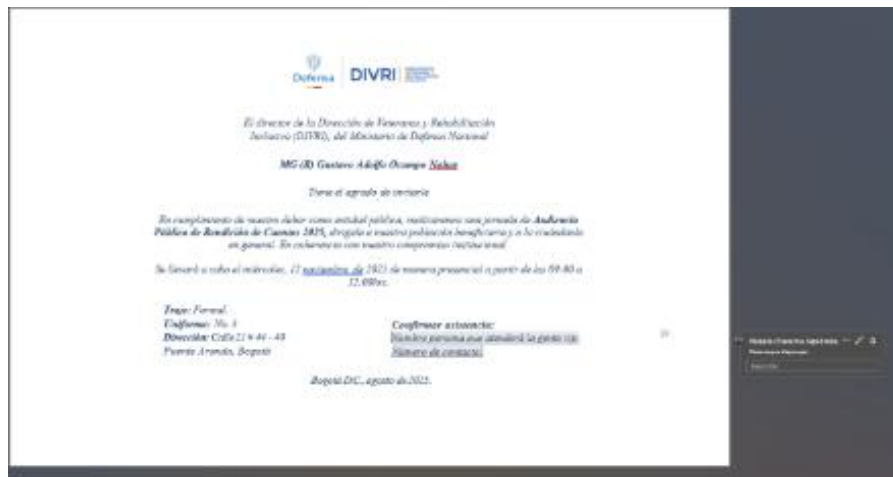 Defensa DIVRI
El director de la Dirección de Veteranos y Rehabilitación
Inclusiva (DIVRI), del Ministerio de Defensa Nacional
MG (R) Gustavo Adolfo Ocampo Nahar
Tiene el agrado de invitarle
En cumplimiento de nuestro deber como entidad pública, realizaremos una jornada de Audiencia
Pública de Rendición de Cuentas 2025, dirigida a nuestra población beneficiaria y a la ciudadanía
en general. En coherencia con nuestro compromiso institucional
Se llevará a cabo el miércoles, 12 noviembre, de 2025 de manera presencial a partir de las 09:00 a
12:00hrs.
Traje: Formal.
Uniforme: No. 3
Dirección: Calle 21 # 44 - 40
Puente Aranda, Bogotá
Confirmar asistencia:
Nombre persona que atenderá la gente
Número de contacto.
Bogotá D.C., agosto de 2025.